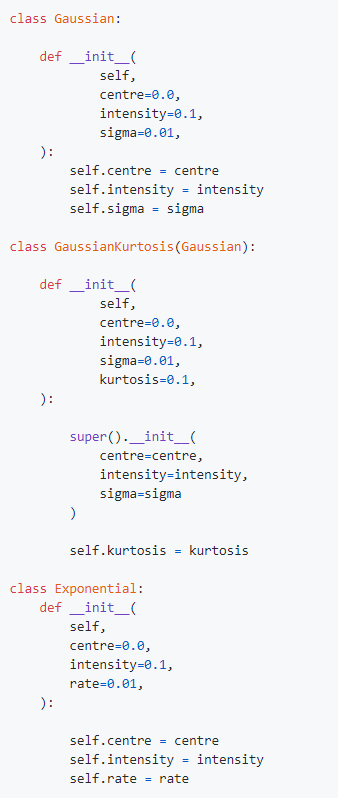 class Gaussian:
    def __init__(
            self,
            centre=0.0,
            intensity=0.1,
            sigma=0.01,
    ):
        self.centre = centre
        self.intensity = intensity
        self.sigma = sigma
class GaussianKurtosis(Gaussian):
    def __init__(
            self,
            centre=0.0,
            intensity=0.1,
            sigma=0.01,
            kurtosis=0.1,
    ):
        super().__init__(
            centre=centre,
            intensity=intensity,
            sigma=sigma
        )
        self.kurtosis = kurtosis
class Exponential:
    def __init__(
        self,
        centre=0.0,
        intensity=0.1,
        rate=0.01,
    ):
        self.centre = centre
        self.intensity = intensity
        self.rate = rate